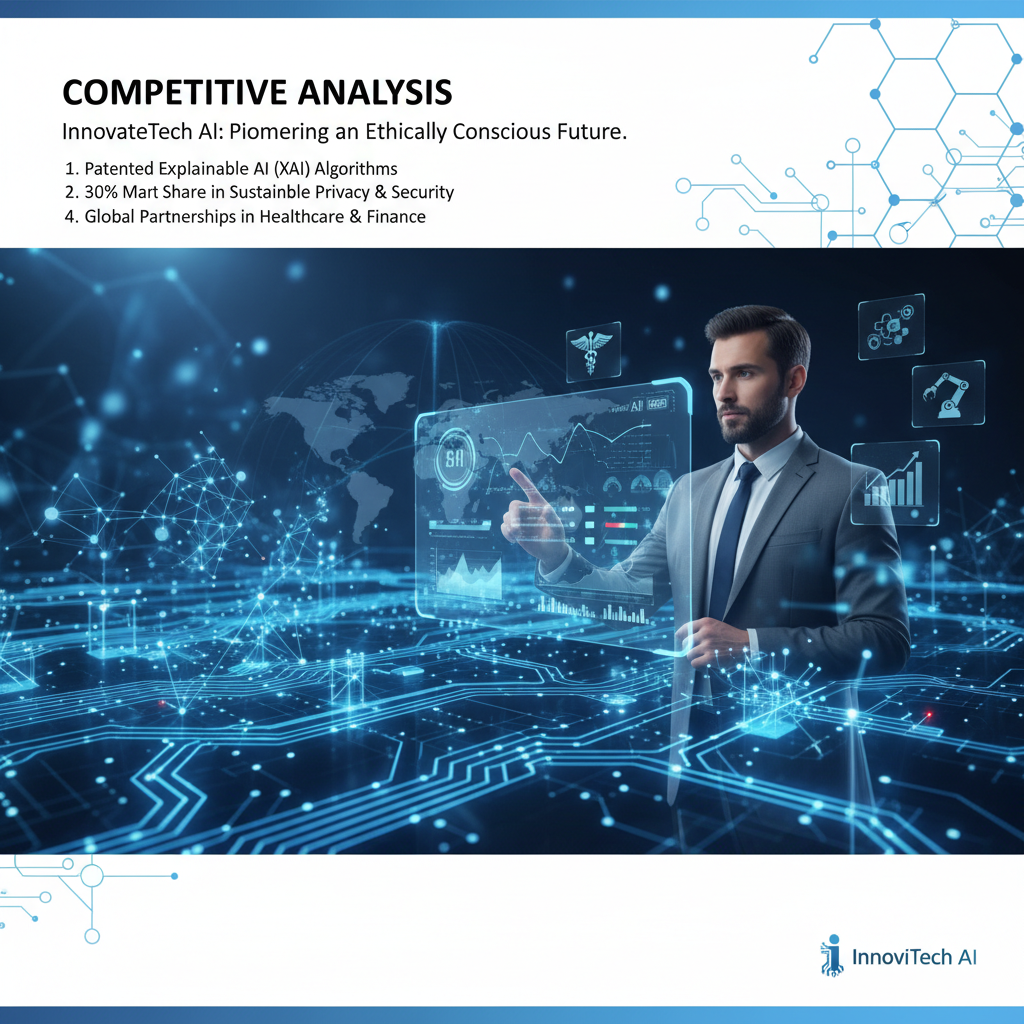 COMPETITIVE ANALYSIS
InnovateTech AI: Piomering an Ethically Conscious Future.
1. Patented Explainable AI (XAI) Algorithms
2. 30% Mart Share in Sustainble Privacy & Security
4. Global Partnerships in Healthcare & Finance
InnoviTech AI